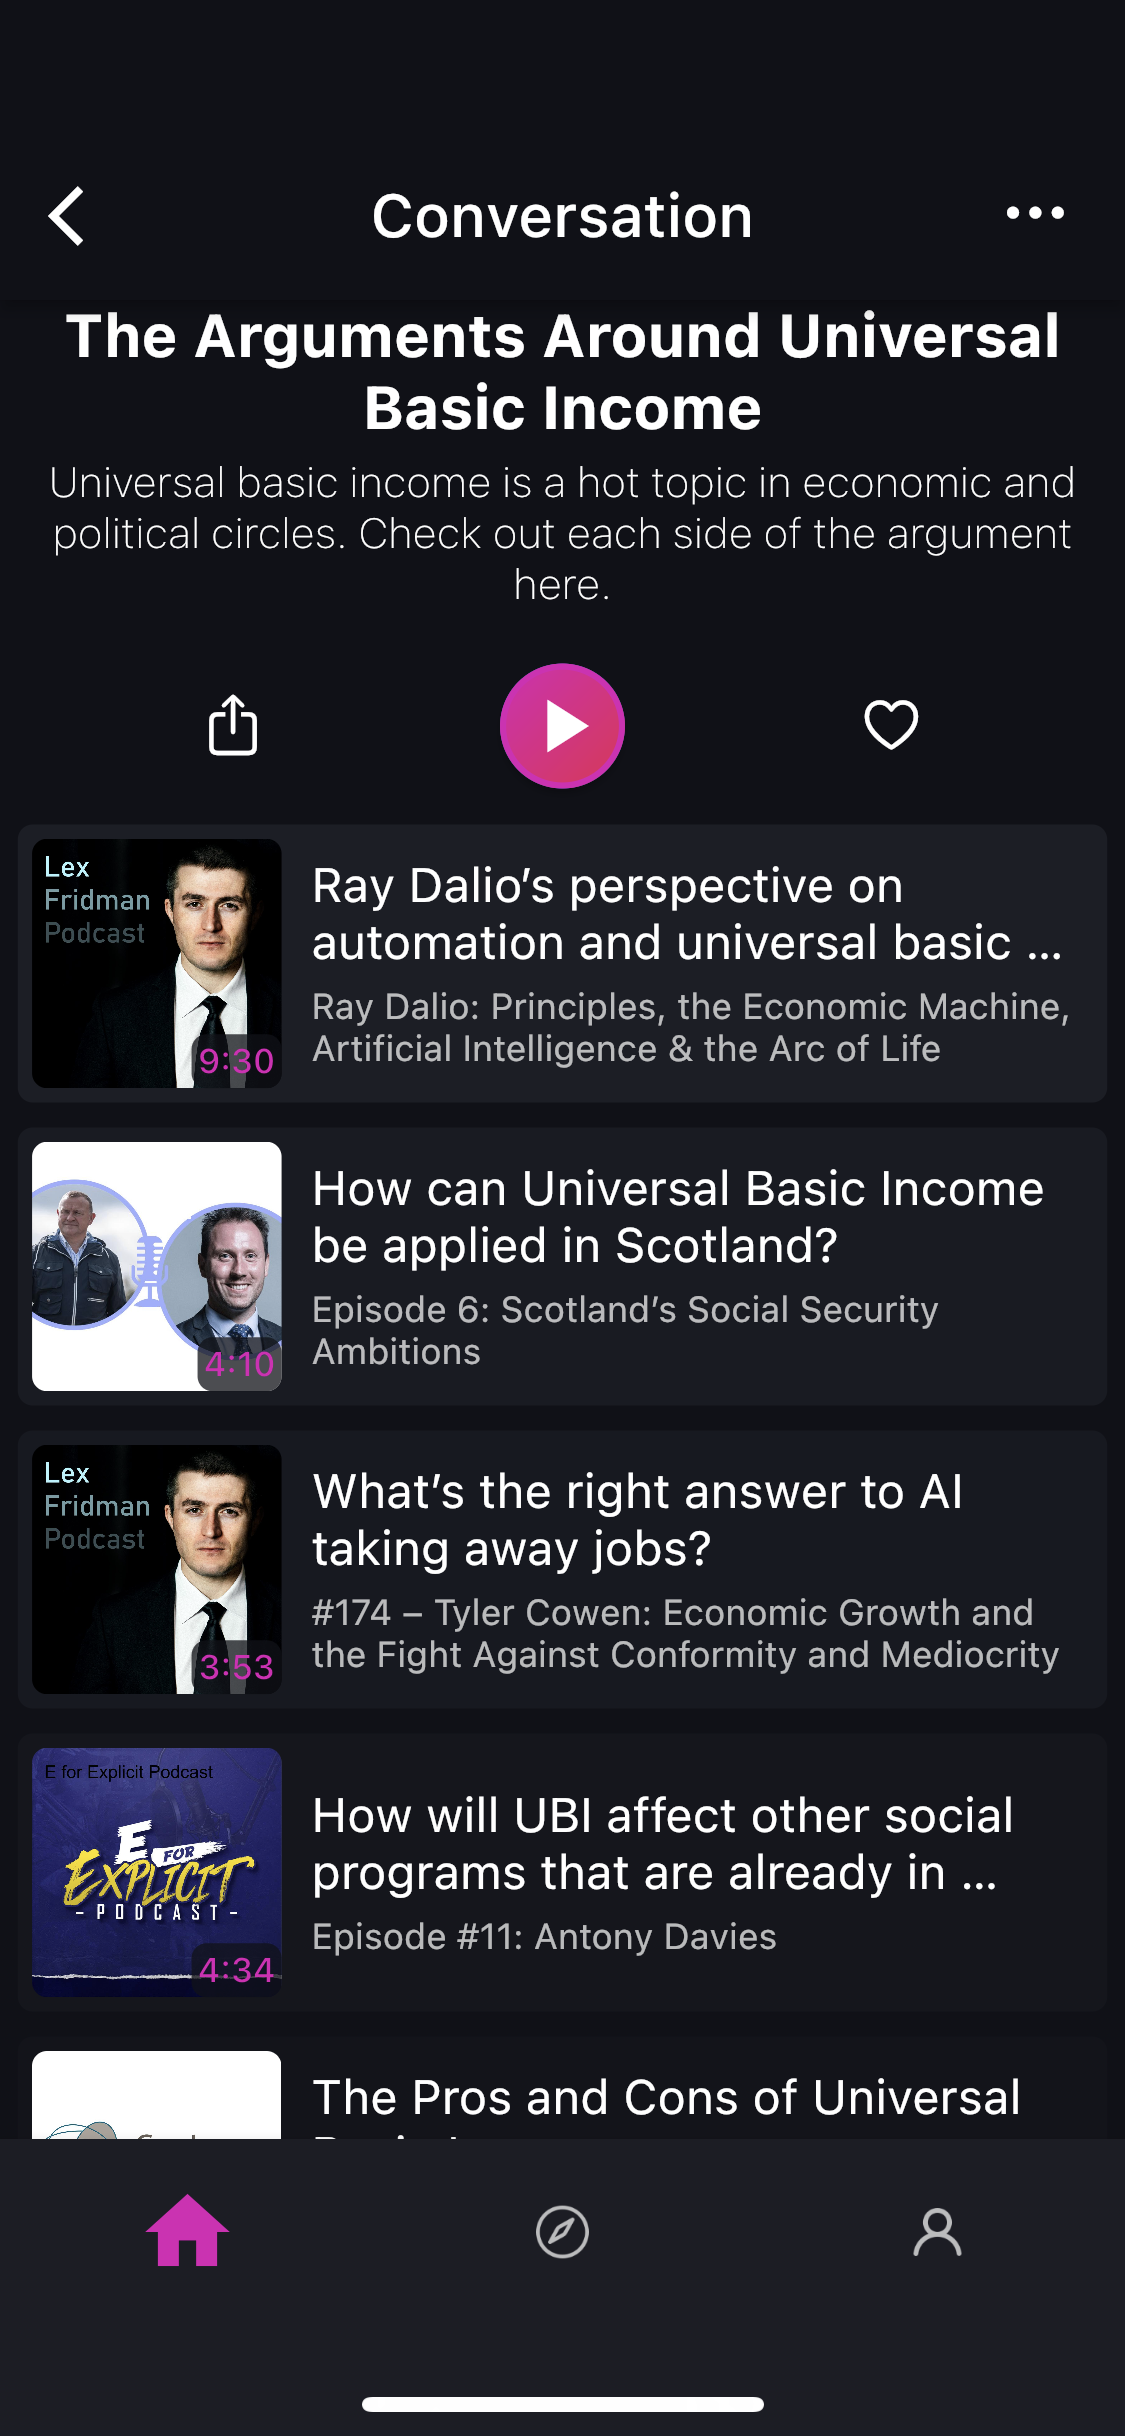 Conversation
The Arguments Around Universal
Basic Income
Universal basic income is a hot topic in economic and
political circles. Check out each side of the argument
here.
Lex
Fridman
Podcast
9:30
Ray Dalio’s perspective on
automation and universal basic ...
Ray Dalio: Principles, the Economic Machine,
Artificial Intelligence & the Arc of Life
4:10
How can Universal Basic Income
be applied in Scotland?
Episode 6: Scotland’s Social Security
Ambitions
Lex
Fridman
Podcast
3:53
What’s the right answer to AI
taking away jobs?
#174 – Tyler Cowen: Economic Growth and
the Fight Against Conformity and Mediocrity
E for Explicit Podcast
E FOR
EXPLICIT
- PODCAST -
4:34
How will UBI affect other social
programs that are already in ...
Episode #11: Antony Davies
The Pros and Cons of Universal